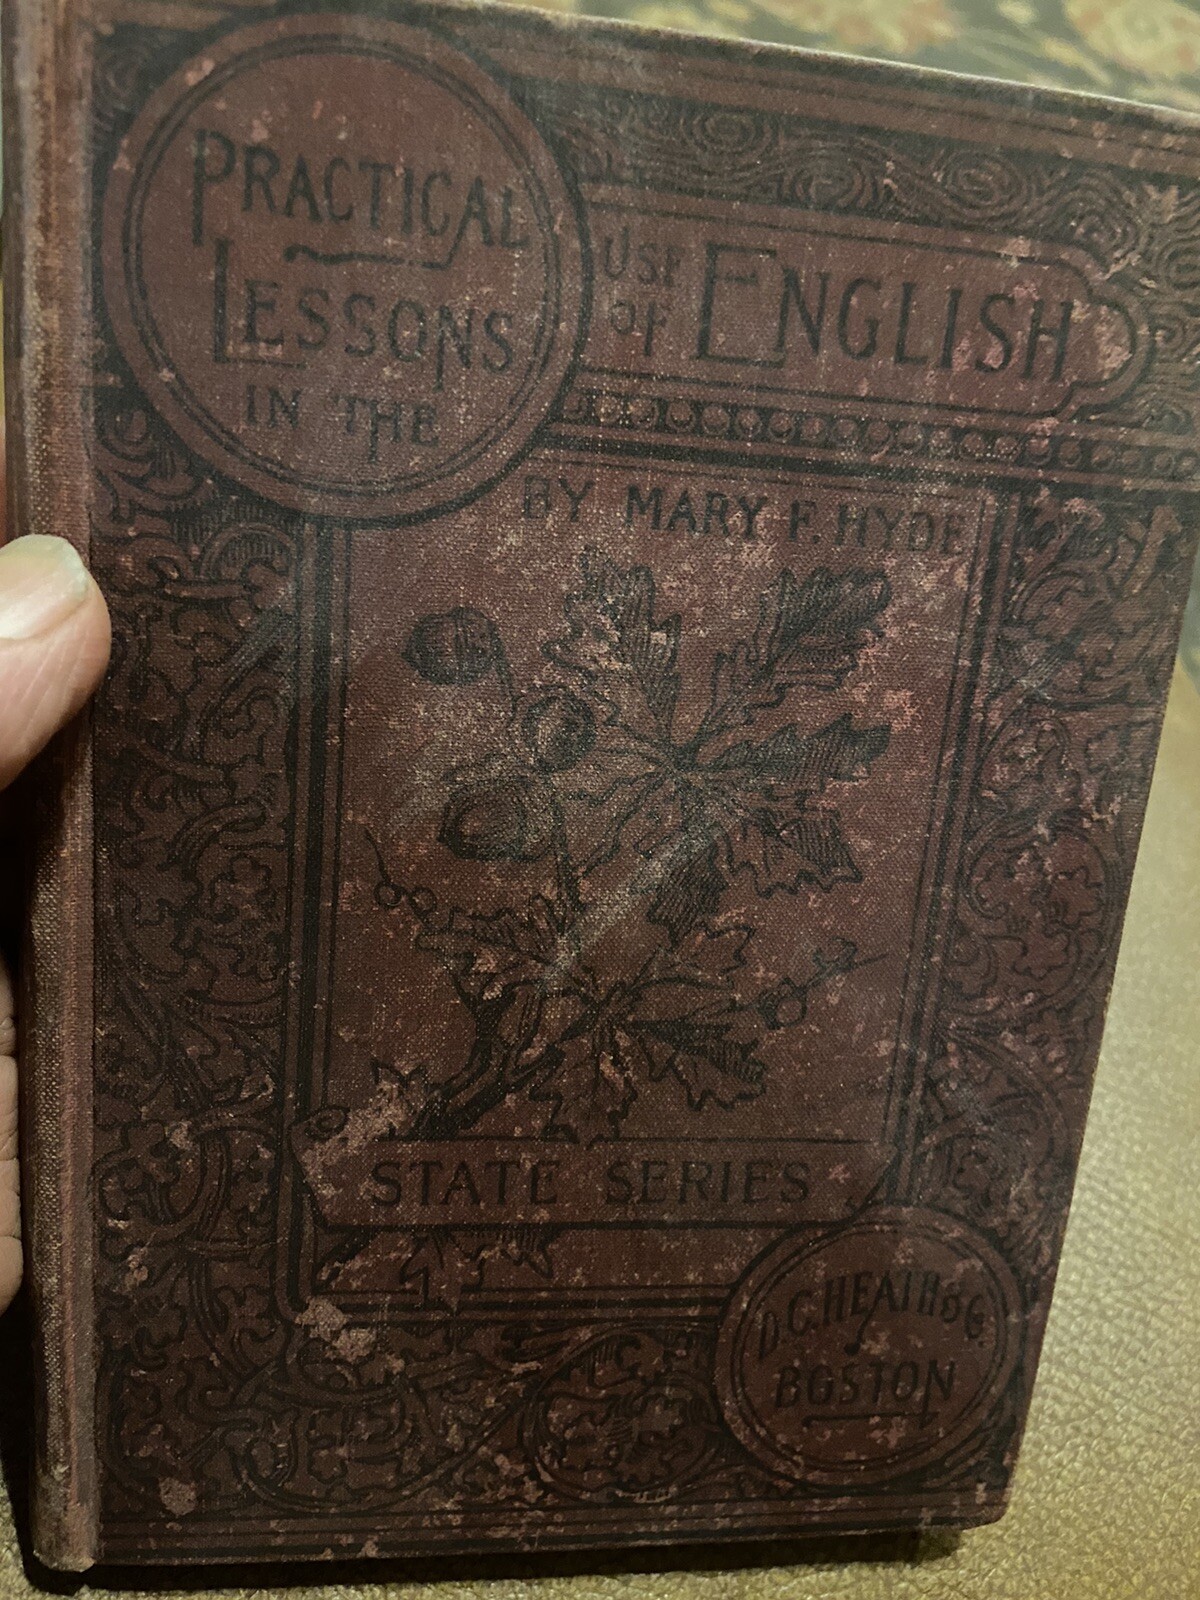 PRACTICAL
LESSONS
IN THE
USE
OF
ENGLISH
BY MARY F. HYDE
STATE SERIES
D.C. HEATH & CO.
BOSTON